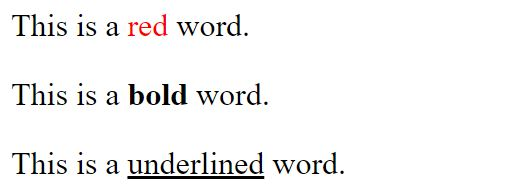 This is a red word.
This is a bold word.
This is a underlined word.